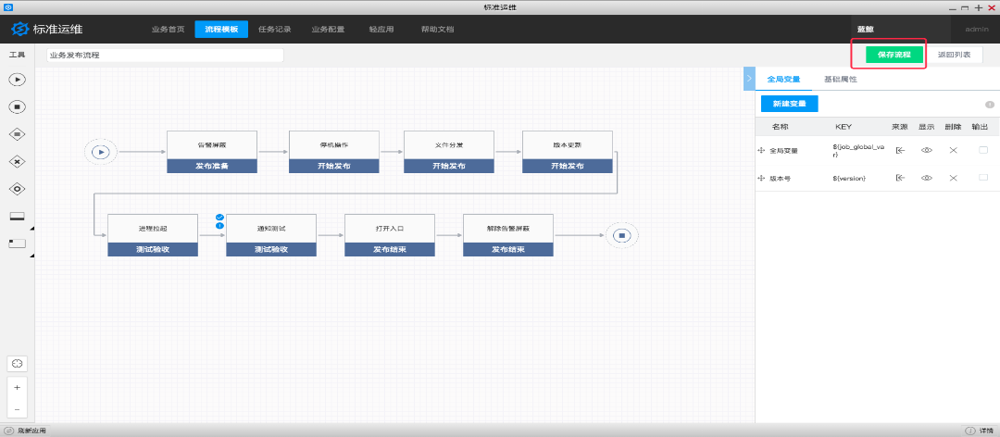 标准运维
标准运维 业务首页 流程模板 任务记录 业务配置 轻应用 帮助文档 蓝鲸 admin
工具 业务发布流程 保存流程 返回列表
全局变量 基础属性
新建变量
名称 KEY 来源 显示 删除 输出
全局变量 ${job_global_va
r}
版本号 ${version}
告警屏蔽 停机操作 文件分发 版本更新
发布准备 开始发布 开始发布 开始发布
进程拉起 通知测试 打开入口 解除告警屏蔽
测试验收 测试验收 发布结束 发布结束
刷新应用 详情